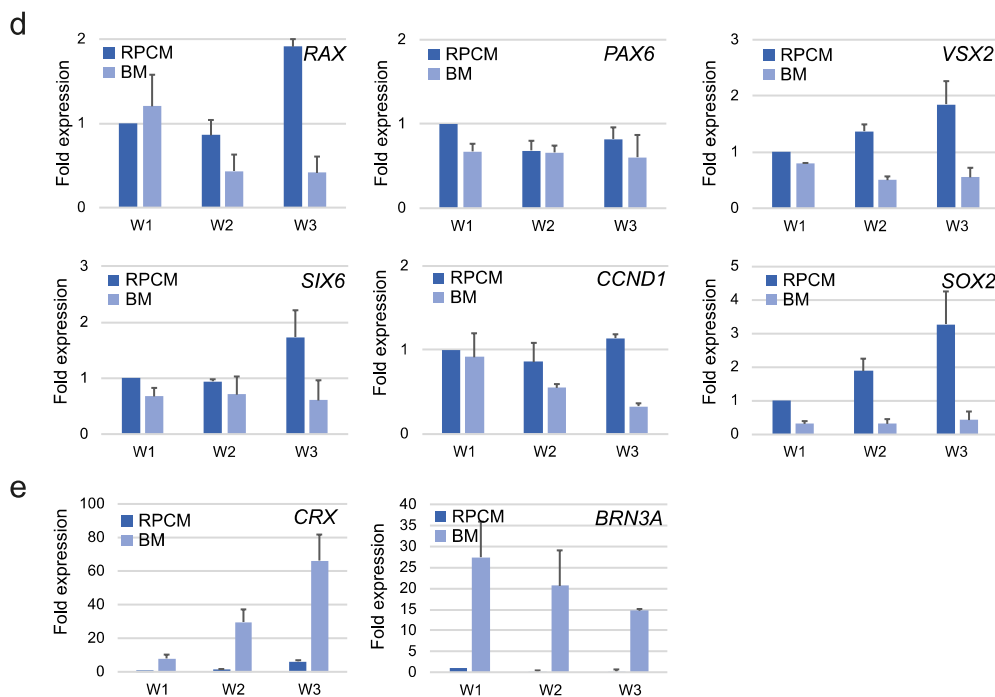 d
Fold expression
2
1
0
RPCM
BM
RAX
W1 W2 W3
Fold expression
2
1
0
RPCM
BM
PAX6
W1 W2 W3
Fold expression
3
2
1
0
RPCM
BM
VSX2
W1 W2 W3
Fold expression
3
2
1
0
RPCM
BM
SIX6
W1 W2 W3
Fold expression
2
1
0
RPCM
BM
CCND1
W1 W2 W3
Fold expression
5
4
3
2
1
0
RPCM
BM
SOX2
W1 W2 W3
e
Fold expression
100
80
60
40
20
0
RPCM
BM
CRX
W1 W2 W3
Fold expression
40
35
30
25
20
15
10
5
0
RPCM
BM
BRN3A
W1 W2 W3